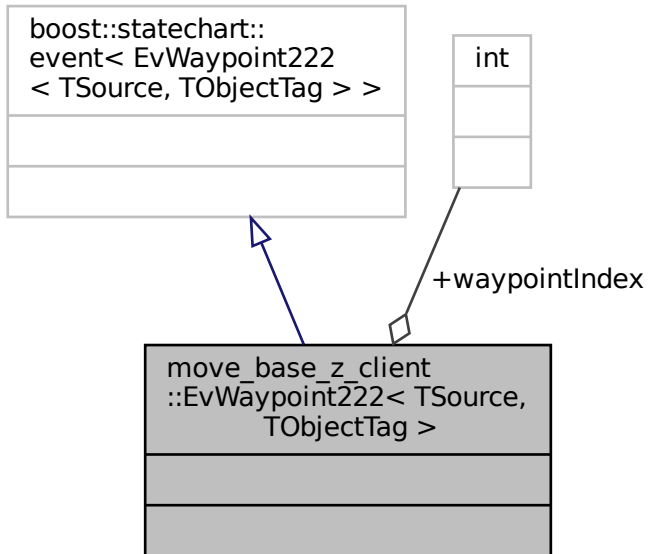 boost::statechart::
event< EvWaypoint222
< TSource, TObjectTag > >
int
+waypointIndex
move_base_z_client
::EvWaypoint222< TSource,
TObjectTag >